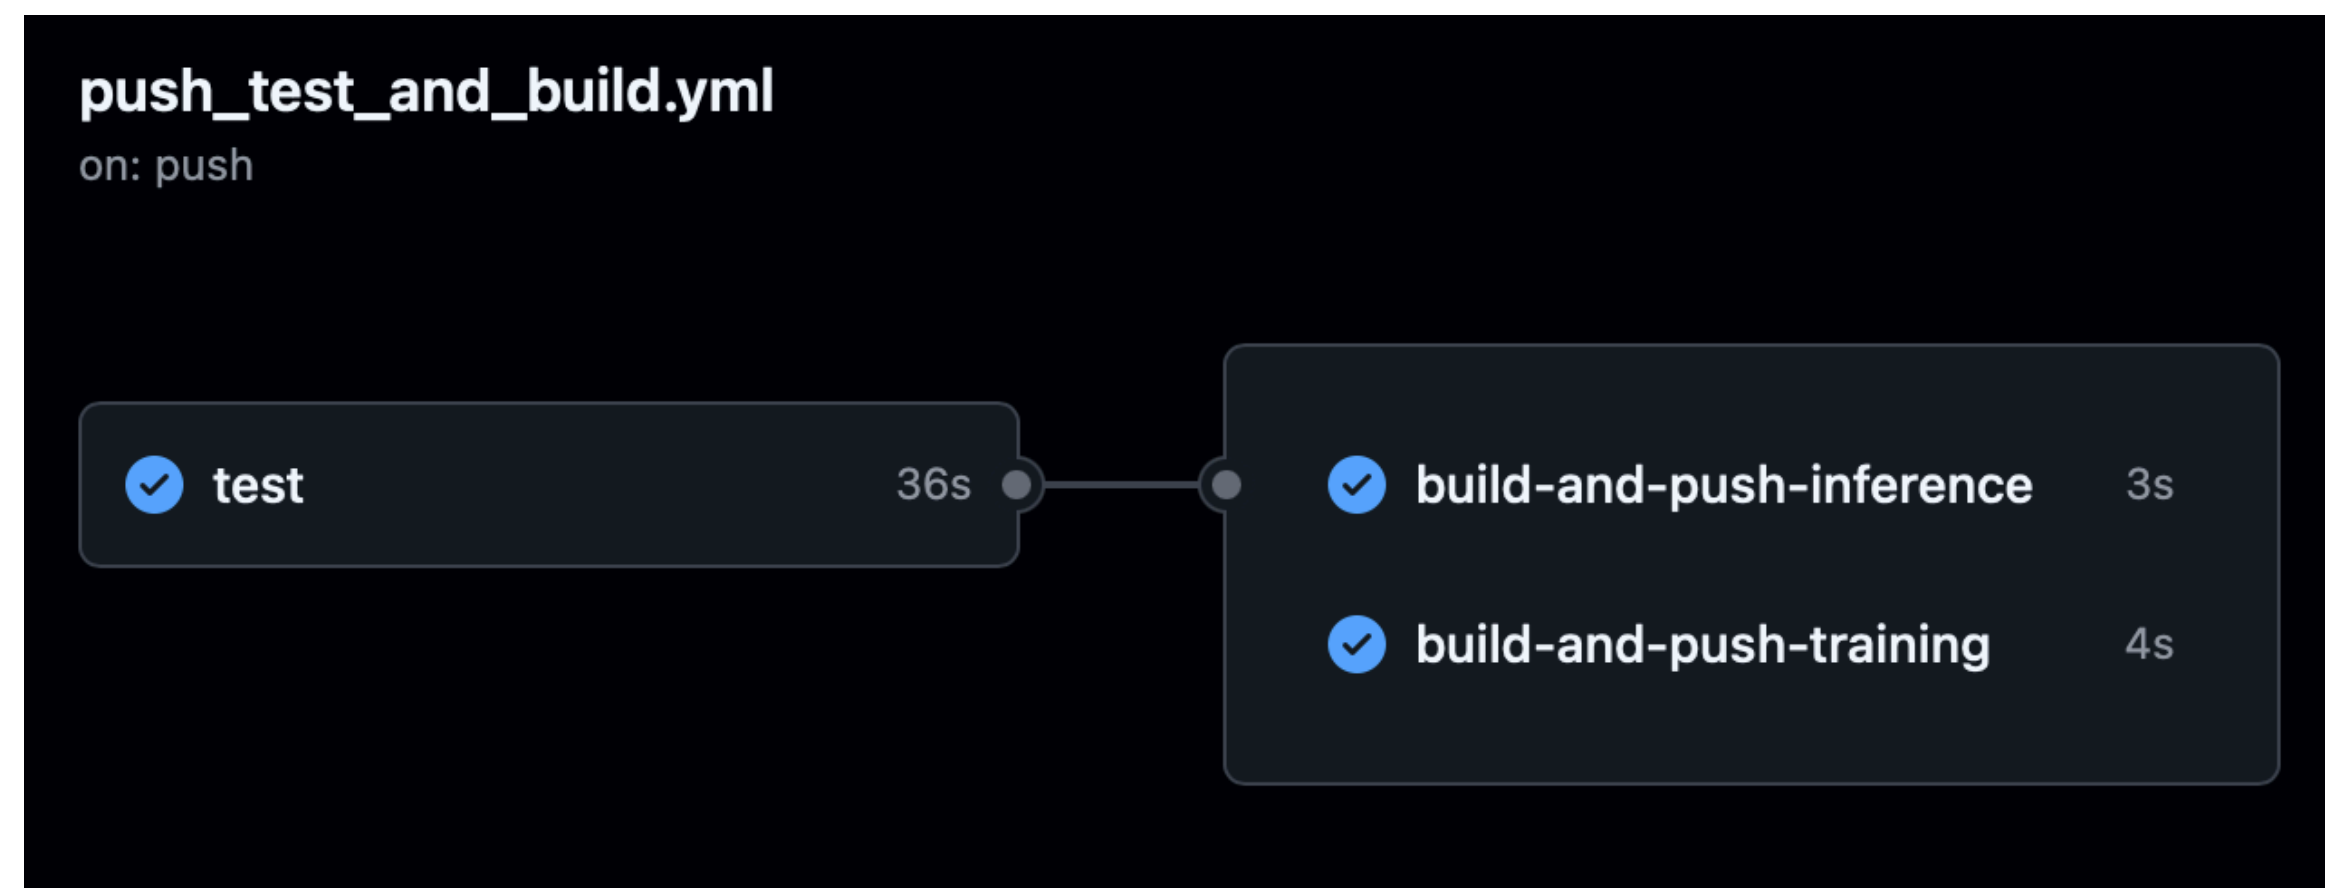 push_test_and_build.yml
on: push
test 36s
build-and-push-inference 3s
build-and-push-training 4s